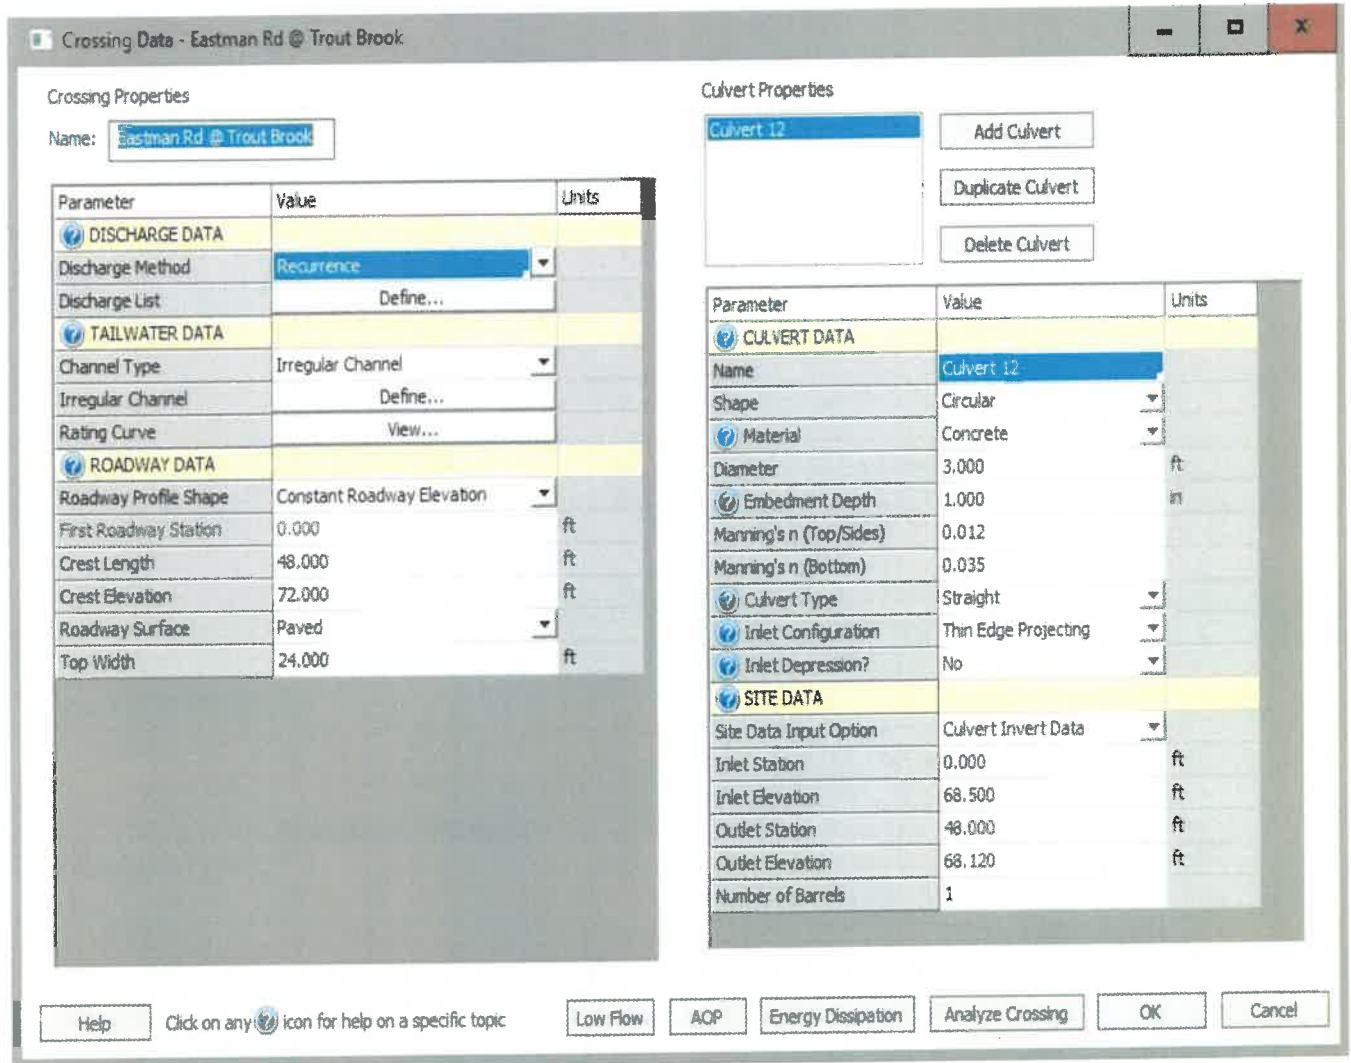 Crossing Data - Eastman Rd @ Trout Brook
Crossing Properties
Name: Eastman Rd @ Trout Brook
Parameter Value Units
DISCHARGE DATA
Discharge Method Recurrence
Discharge List Define...
TAILWATER DATA
Channel Type Irregular Channel
Irregular Channel Define...
Rating Curve View...
ROADWAY DATA
Roadway Profile Shape Constant Roadway Elevation
First Roadway Station 0.000 ft
Crest Length 48.000 ft
Crest Elevation 72.000 ft
Roadway Surface Paved
Top Width 24.000 ft
Culvert Properties
Culvert 12
Add Culvert
Duplicate Culvert
Delete Culvert
Parameter Value Units
CULVERT DATA
Name Culvert 12
Shape Circular
Material Concrete
Diameter 3.000 ft
Embedment Depth 1.000 in
Manning's n (Top/Sides) 0.012
Manning's n (Bottom) 0.035
Culvert Type Straight
Inlet Configuration Thin Edge Projecting
Inlet Depression? No
SITE DATA
Site Data Input Option Culvert Invert Data
Inlet Station 0.000 ft
Inlet Elevation 68.500 ft
Outlet Station 48.000 ft
Outlet Elevation 68.120 ft
Number of Barrels 1
Help Click on any ? icon for help on a specific topic Low Flow AOP Energy Dissipation Analyze Crossing OK Cancel